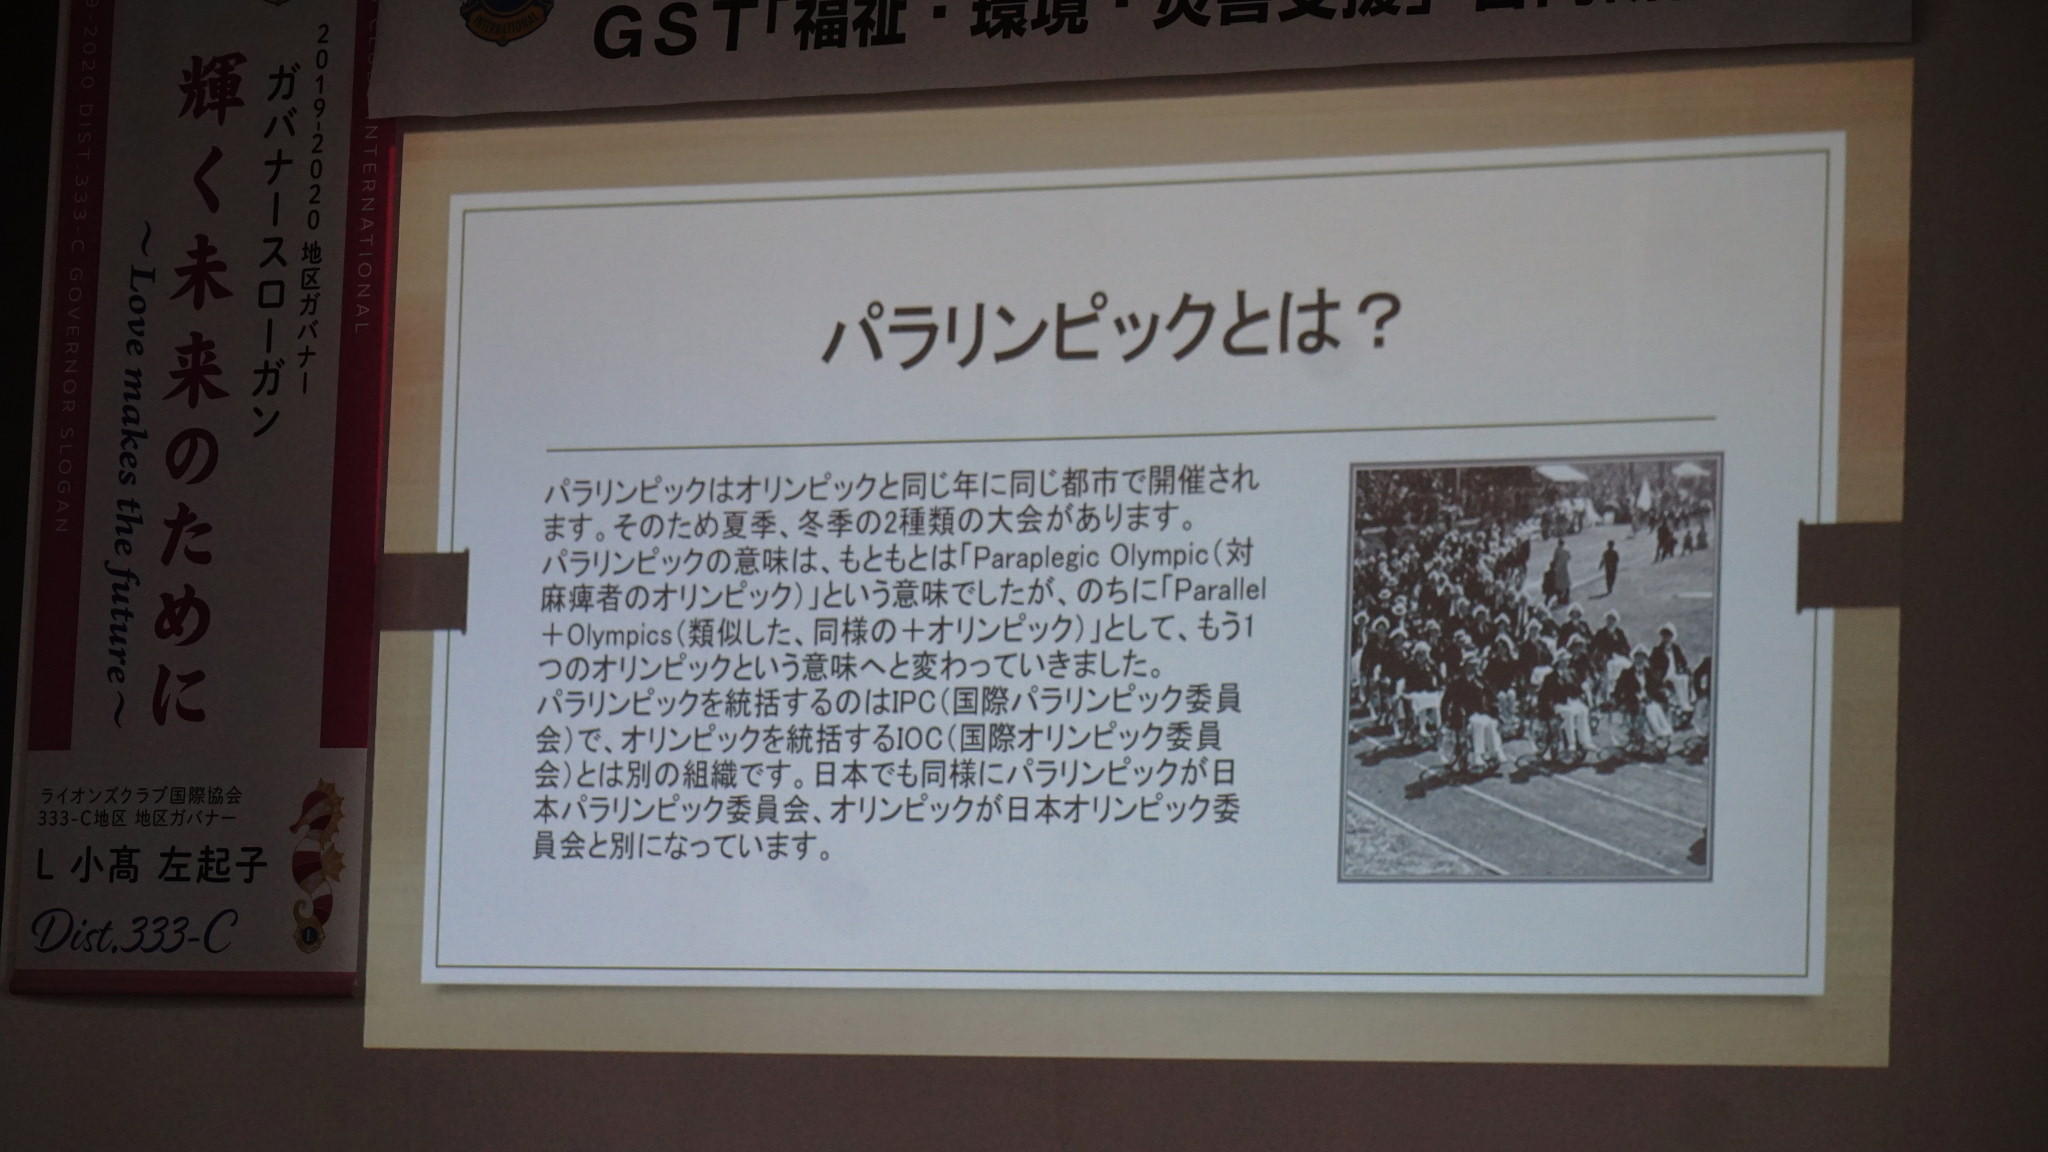 GST「福祉・環境・災害支援」
INTERNATIONAL
2019-2020 地区ガバナー
ガバナースローガン
輝く未来のために
~Love makes the future~
-2020 DIST.333-C GOVERNOR SLOGAN
INTERNATIONAL
ライオンズクラブ国際協会
333-C地区 地区ガバナー
L 小髙 左起子
Dist.333-C
パラリンピックとは？
パラリンピックはオリンピックと同じ年に同じ都市で開催され
ます。そのため夏季、冬季の2種類の大会があります。
パラリンピックの意味は、もともとは「Paraplegic Olympic（対
麻痺者のオリンピック）」という意味でしたが、のちに「Parallel
＋Olympics（類似した、同様の＋オリンピック）」として、もう1
つのオリンピックという意味へと変わっていきました。
パラリンピックを統括するのはIPC（国際パラリンピック委員
会）で、オリンピックを統括するIOC（国際オリンピック委員
会）とは別の組織です。日本でも同様にパラリンピックが日
本パラリンピック委員会、オリンピックが日本オリンピック委
員会と別になっています。